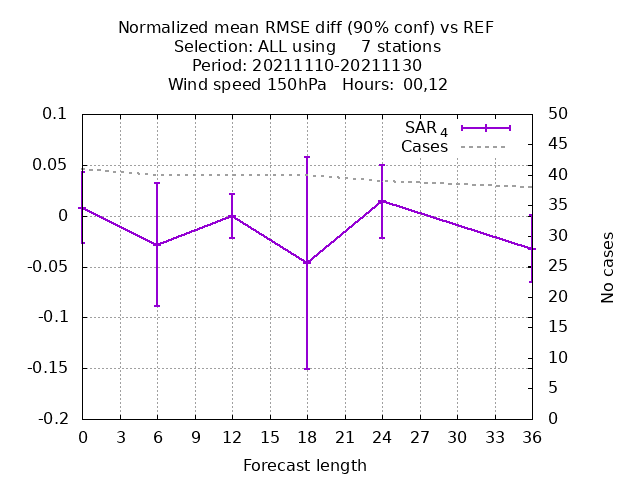 Normalized mean RMSE diff (90% conf) vs REF
Selection: ALL using     7 stations
Period: 20211110-20211130
Wind speed 150hPa   Hours: 00,12
SAR 4
Cases
0.1
0.05
0
-0.05
-0.1
-0.15
-0.2
50
45
40
35
30
25
20
15
10
5
0
No cases
0 3 6 9 12 15 18 21 24 27 30 33 36
Forecast length